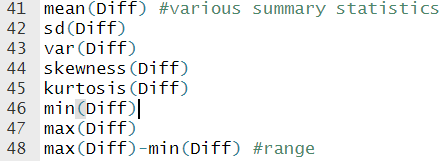 41 mean(Diff) #various summary statistics
42 sd(Diff)
43 var(Diff)
44 skewness(Diff)
45 kurtosis(Diff)
46 min(Diff)
47 max(Diff)
48 max(Diff)-min(Diff) #range